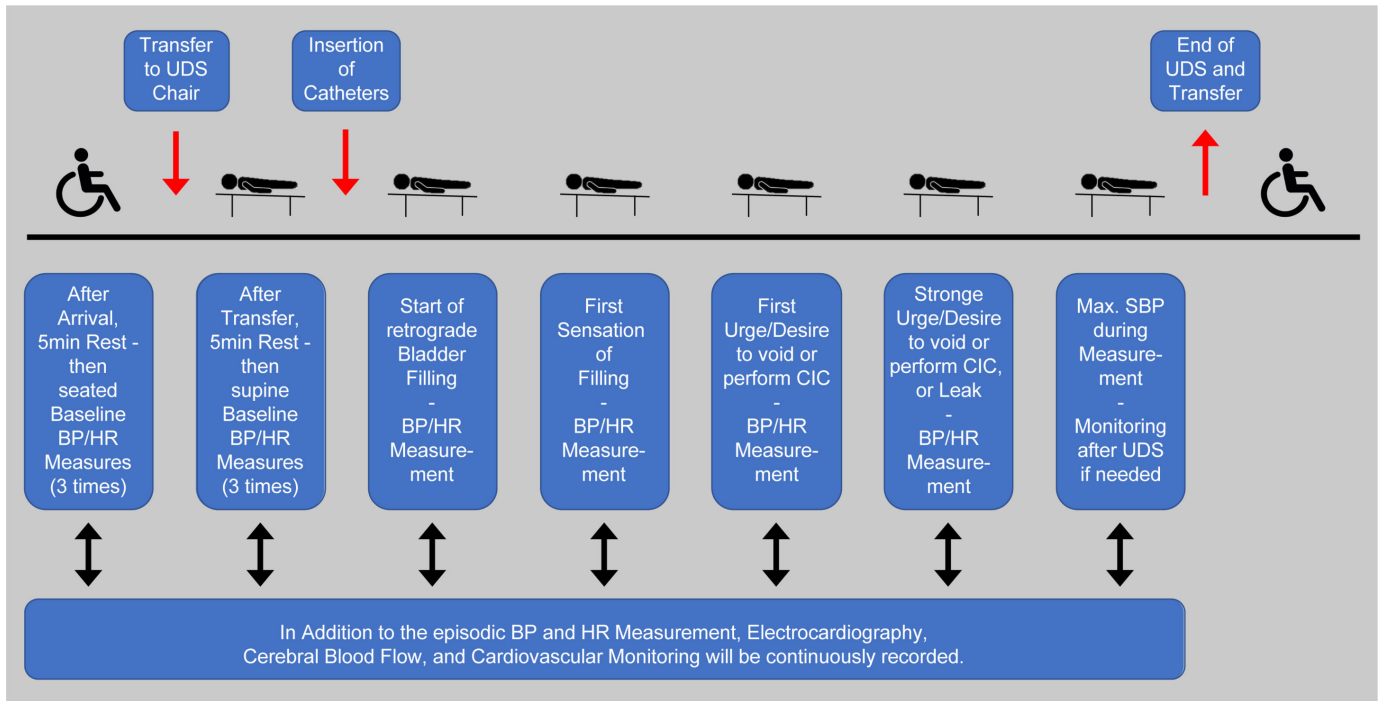 Transfer
to UDS
Chair
Insertion
of
Catheters
End of
UDS and
Transfer
After
Arrival,
5min Rest -
then
seated
Baseline
BP/HR
Measures
(3 times)
After
Transfer,
5min Rest -
then
supine
Baseline
BP/HR
Measures
(3 times)
Start of
retrograde
Bladder
Filling
-
BP/HR
Measure-
ment
First
Sensation
of
Filling
-
BP/HR
Measure-
ment
First
Urge/Desire
to void or
perform CIC
-
BP/HR
Measure-
ment
Stronge
Urge/Desire
to void or
perform CIC,
or Leak
-
BP/HR
Measure-
ment
Max. SBP
during
Measure-
ment
-
Monitoring
after UDS
if needed
In Addition to the episodic BP and HR Measurement, Electrocardiography,
Cerebral Blood Flow, and Cardiovascular Monitoring will be continuously recorded.